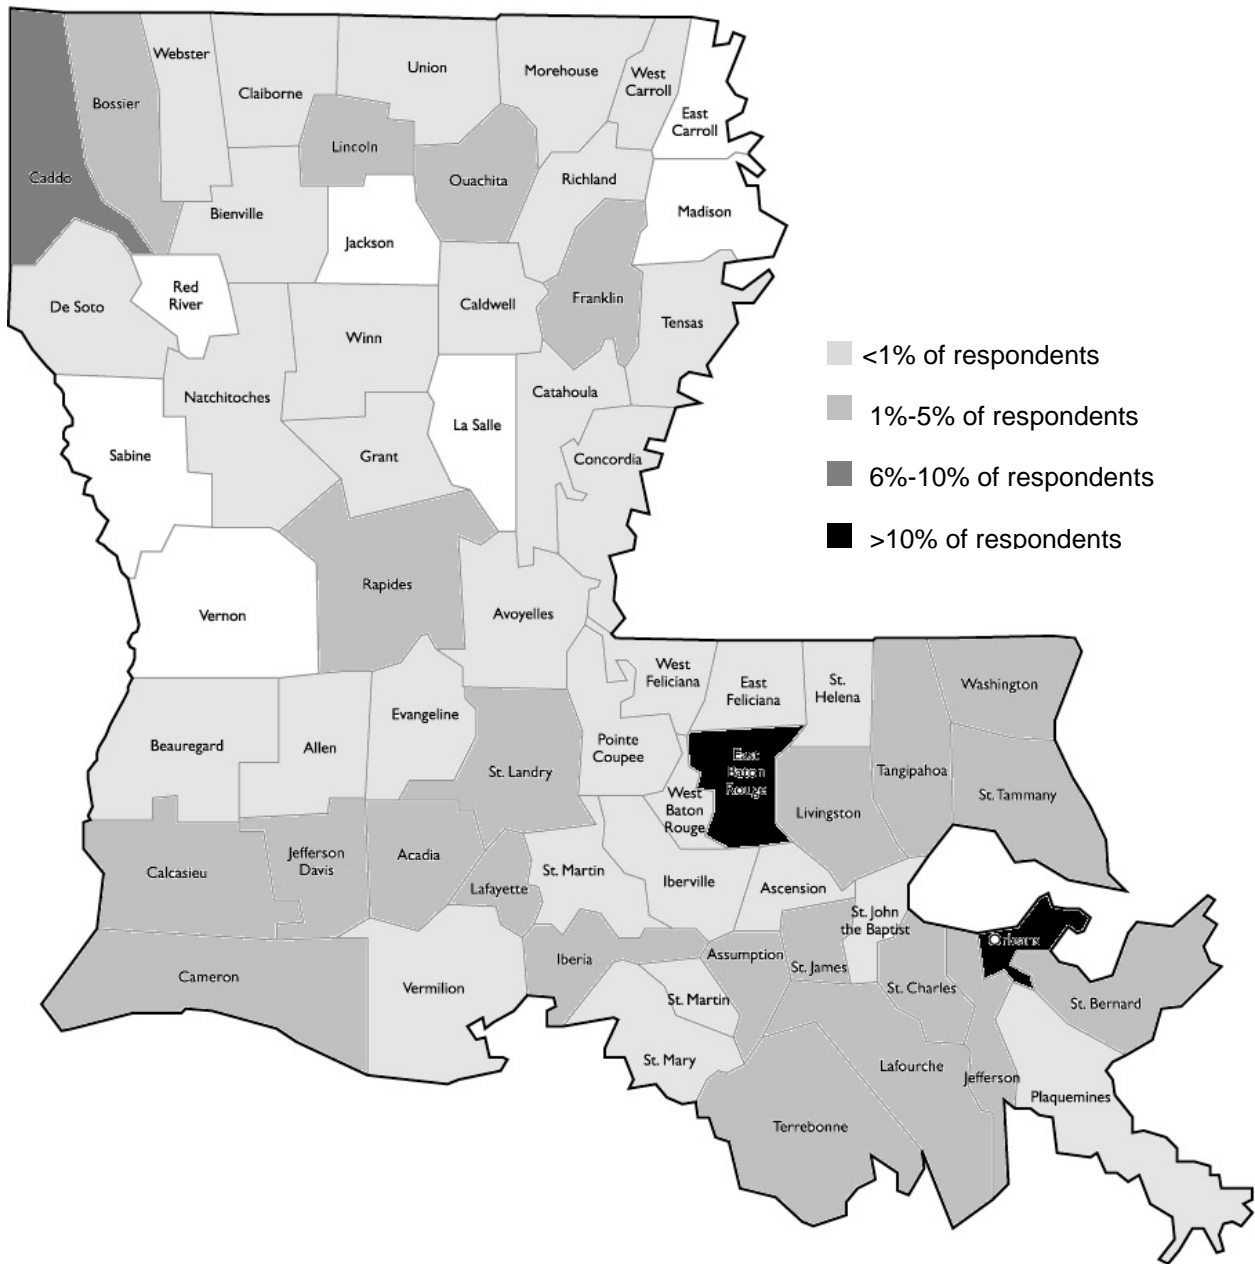 Webster
Union
Morehouse
West
Carroll
Bossier
Claiborne
East
Carroll
Lincoln
Caddo
Ouachita
Richland
Bienville
Madison
Jackson
Red
River
De Soto
Caldwell
Franklin
Tensas
Winn
<1% of respondents
Natchitoches
Catahoula
1%-5% of respondents
La Salle
Sabine
Grant
Concordia
6%-10% of respondents
>10% of respondents
Rapides
Vernon
Avoyelles
West
Feliciana
East
Feliciana
St.
Helena
Washington
Evangeline
Beauregard
Allen
Pointe
Coupee
East
Baton
Rouge
St. Landry
Tangipahoa
St. Tammany
West
Baton
Rouge
Livingston
Jefferson
Davis
Acadia
Calcasieu
St. Martin
Lafayette
Iberville
Ascension
St. John
the Baptist
Orleans
Iberia
Assumption
St. James
Cameron
Vermilion
St. Charles
St. Martin
St. Bernard
St. Mary
Lafourche
Jefferson
Plaquemines
Terrebonne